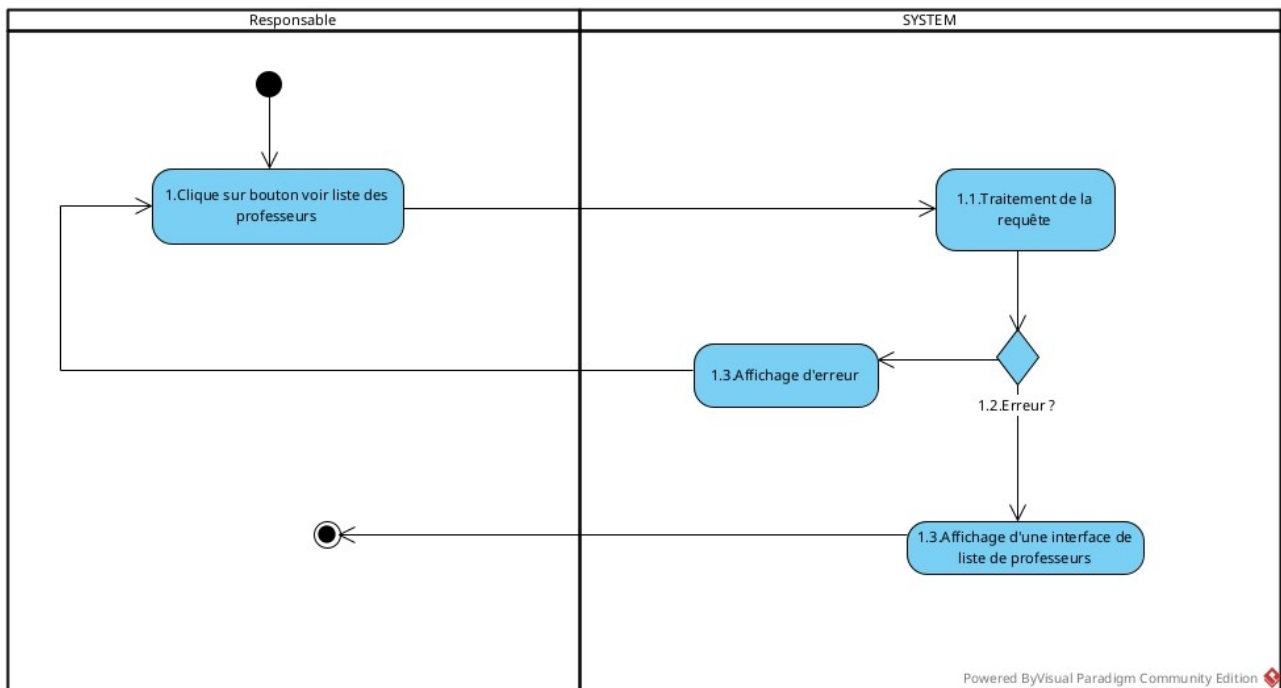 Responsable
SYSTEM
1.Clique sur bouton voir liste des
professeurs
1.1.Traitement de la
requête
1.3.Affichage d'erreur
1.2.Erreur ?
1.3.Affichage d'une interface de
liste de professeurs
Powered ByVisual Paradigm Community Edition